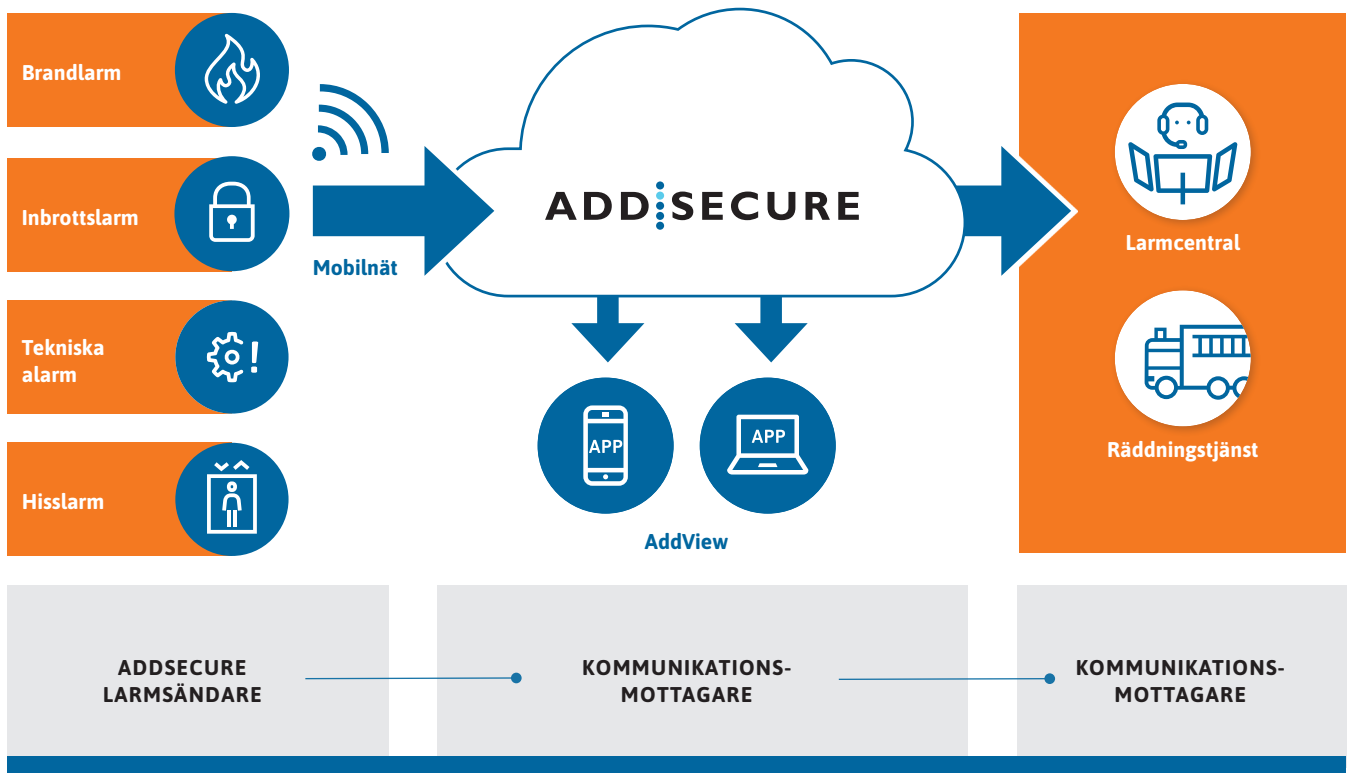 Brandlarm
Inbrottslarm
Tekniska
alarm
Hisslarm
Mobilnät
ADDSECURE
APP
APP
AddView
Larmcentral
Räddningstjänst
ADDSECURE
LARMSÄNDARE
KOMMUNIKATIONS-
MOTTAGARE
KOMMUNIKATIONS-
MOTTAGARE